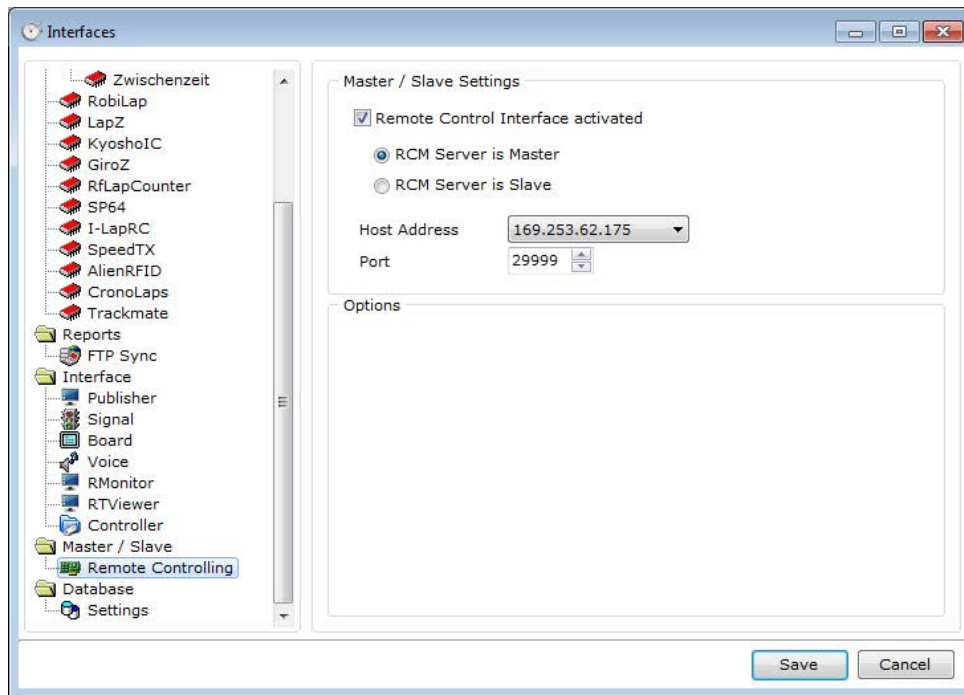 Interfaces
Zwischenzeit
RobiLap
LapZ
KyoshoIC
GiroZ
RfLapCounter
SP64
I-LapRC
SpeedTX
AlienRFID
CronoLaps
Trackmate
Reports
FTP Sync
Interface
Publisher
Signal
Board
Voice
RMonitor
RTViewer
Controller
Master / Slave
Remote Controlling
Database
Settings
Master / Slave Settings
Remote Control Interface activated
RCM Server is Master
RCM Server is Slave
Host Address 169.253.62.175
Port 29999
Options
Save Cancel